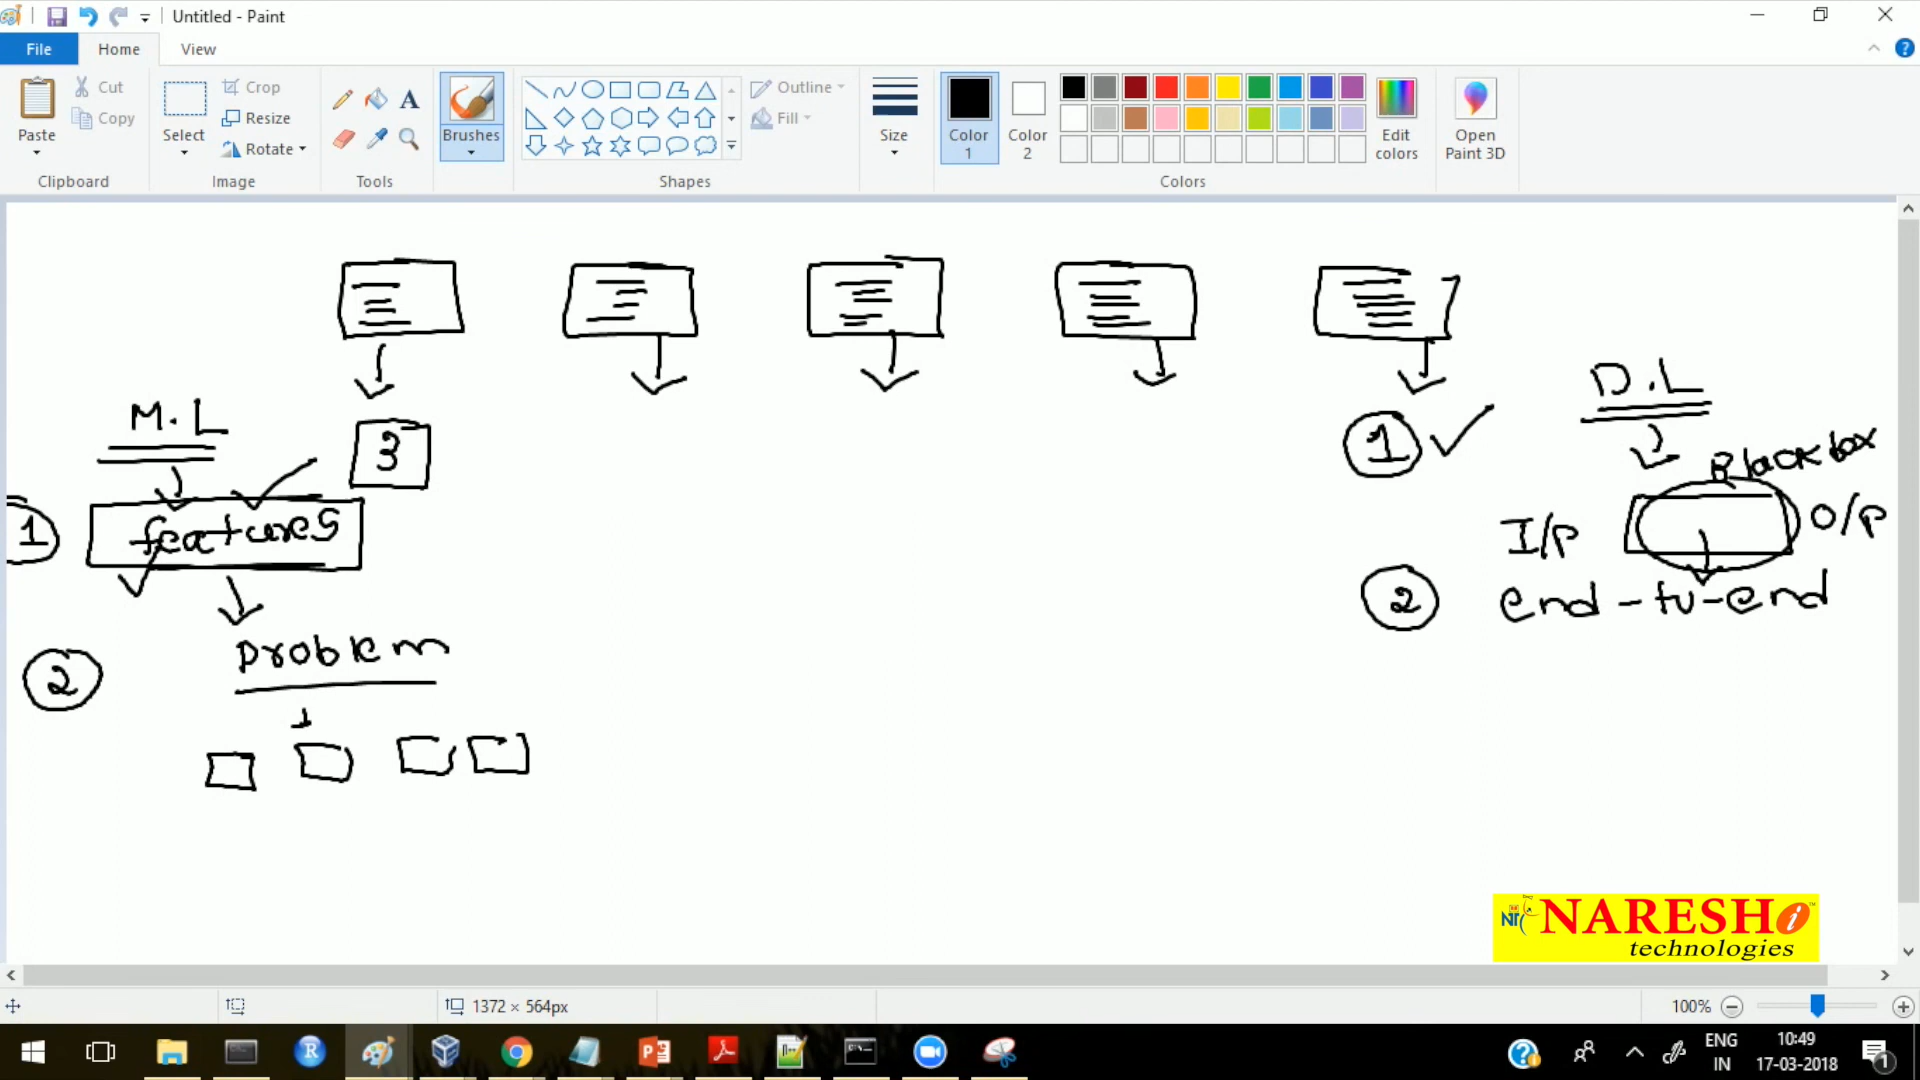 Untitled - Paint
File Home View
Cut
Copy
Paste
Clipboard
Crop
Resize
Rotate
Select
Image
Tools
Brushes
Outline
Fill
Shapes
Size
Color 1
Color 2
Edit colors
Open Paint 3D
Colors
M.L
3
1 features
2 Problem
D.L
1
Blackbox
I/P O/P
2 end-to-end
NARESH i
technologies
1372 × 564px
100%
ENG
IN
10:49
17-03-2018
1